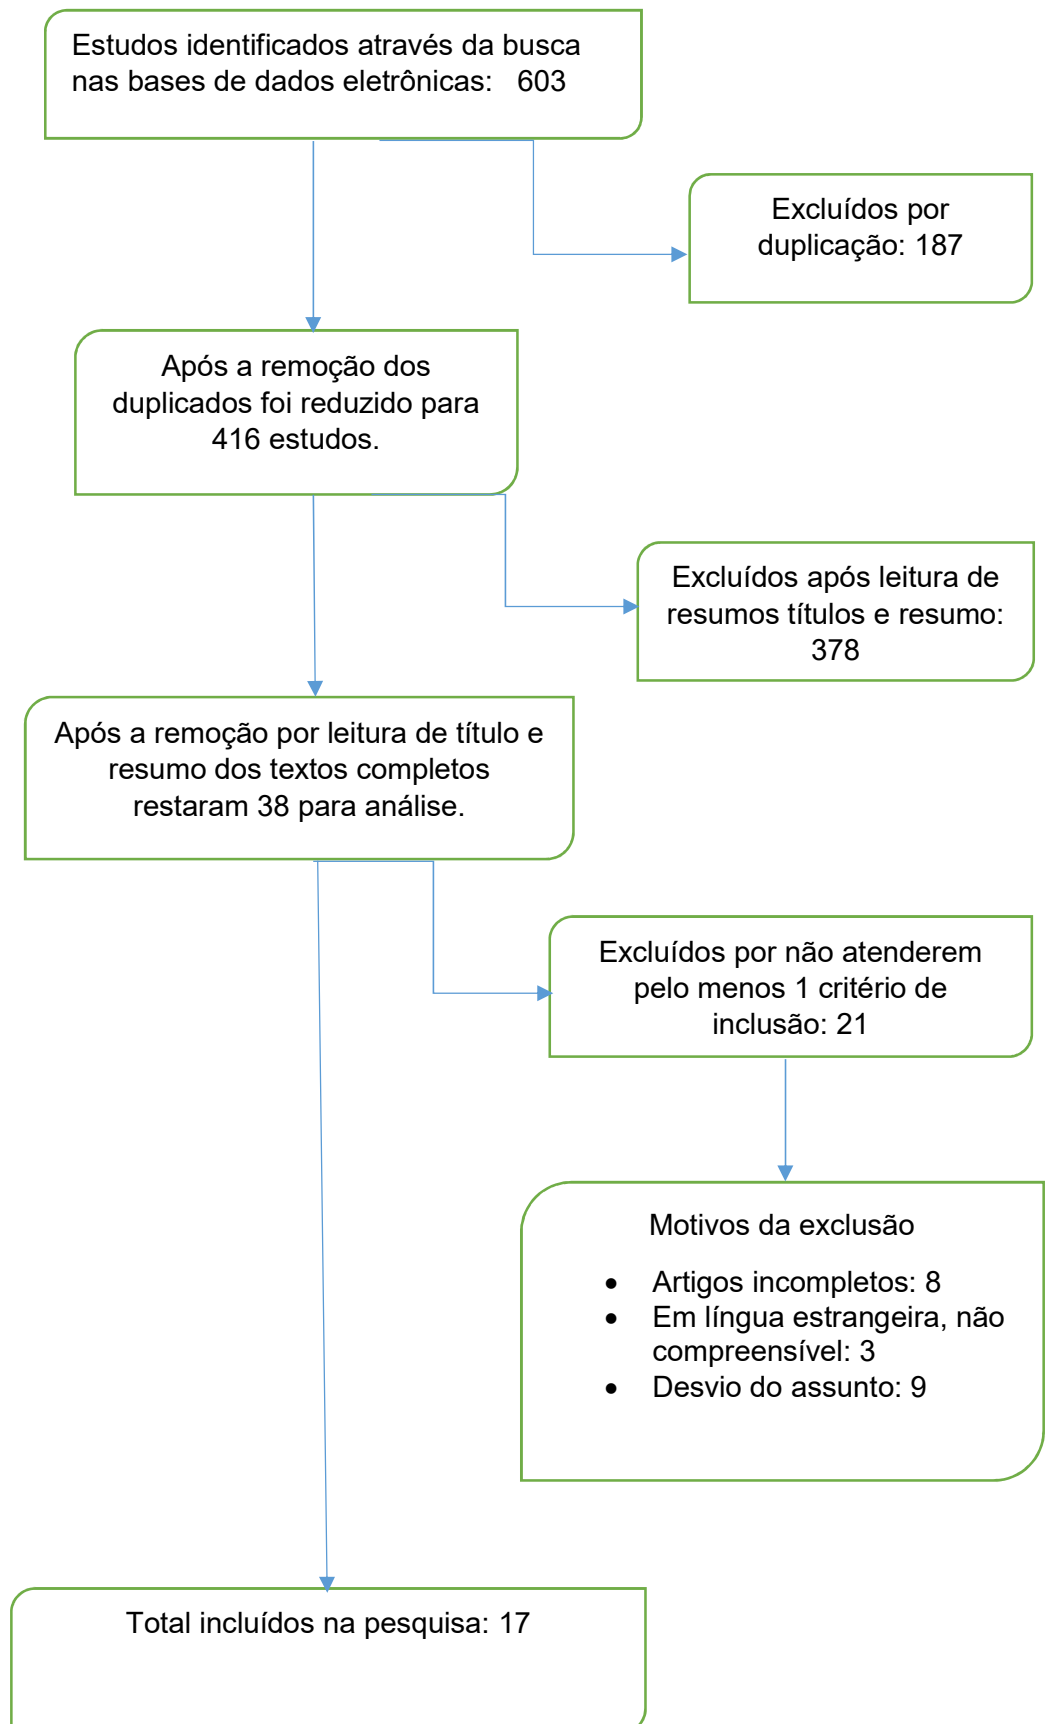 Estudos identificados através da busca
nas bases de dados eletrônicas: 603
Excluídos por
duplicação: 187
Após a remoção dos
duplicados foi reduzido para
416 estudos.
Excluídos após leitura de
resumos títulos e resumo:
378
Após a remoção por leitura de título e
resumo dos textos completos
restaram 38 para análise.
Excluídos por não atenderem
pelo menos 1 critério de
inclusão: 21
Motivos da exclusão
• Artigos incompletos: 8
• Em língua estrangeira, não
compreensível: 3
• Desvio do assunto: 9
Total incluídos na pesquisa: 17